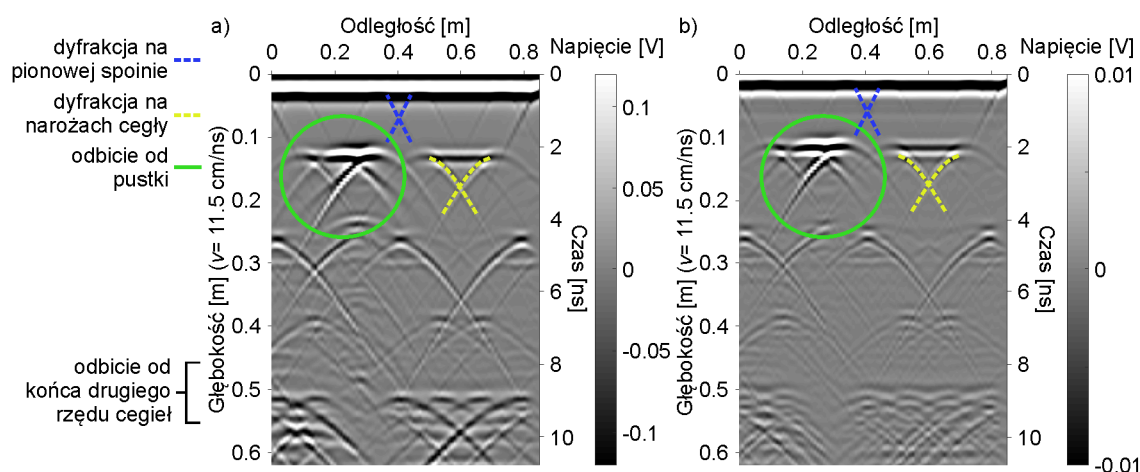 dyfrakcja na
pionowej spoinie
dyfrakcja na
narożach cegły
odbicie od
pustki
odbicie od
końca drugiego
rzędu cegieł
a)
Odległość [m]
0 0.2 0.4 0.6 0.8
Napięcie [V]
Głębokość [m] (v= 11.5 cm/ns)
0
0.1
0.2
0.3
0.4
0.5
0.6
0
2
4
6
8
10
Czas [ns]
0.1
0.05
0
-0.05
-0.1
b)
Odległość [m]
0 0.2 0.4 0.6 0.8
Napięcie [V]
Głębokość [m] (v= 11.5 cm/ns)
0
0.1
0.2
0.3
0.4
0.5
0.6
0
2
4
6
8
10
Czas [ns]
0.01
0
-0.01